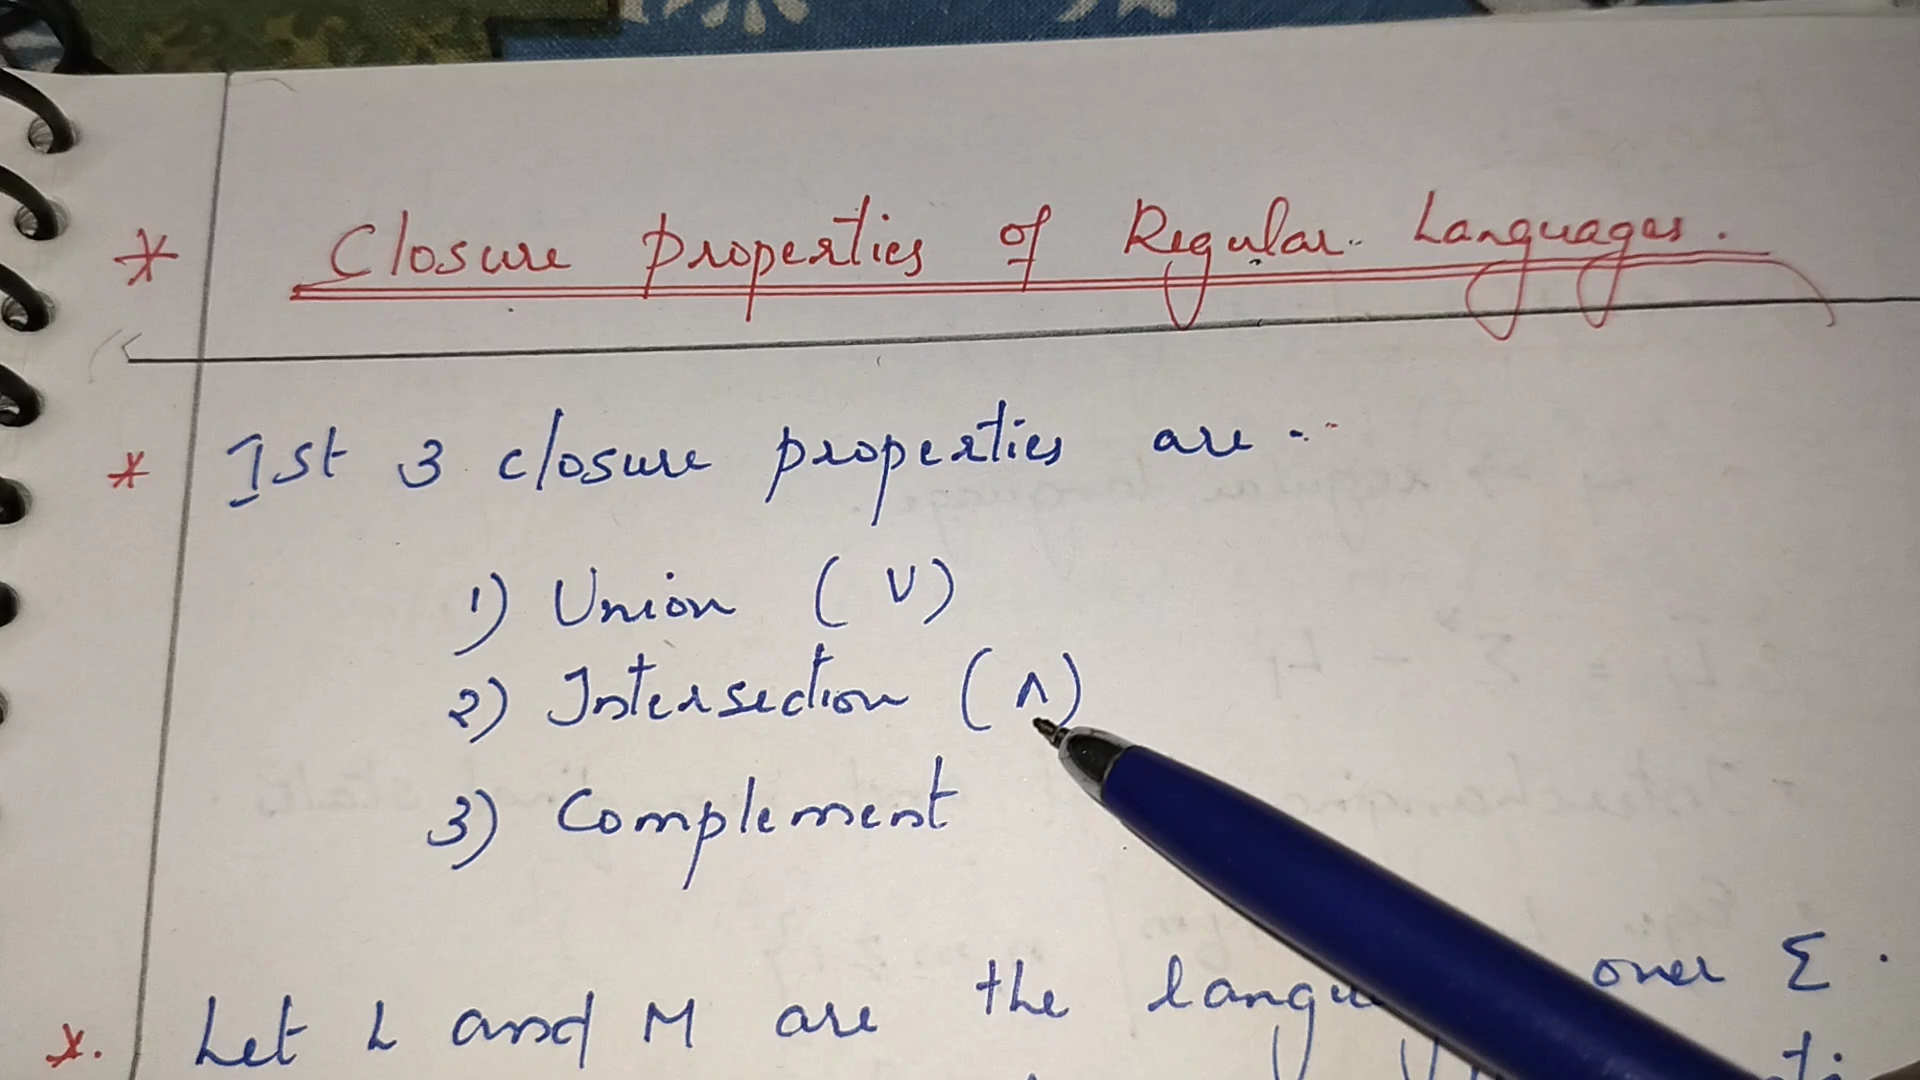 * Closure properties of Regular Languages.
* Ist 3 closure properties are ..
1) Union (∪)
2) Intersection (∩)
3) Complement
*. Let L and M are the over Σ .